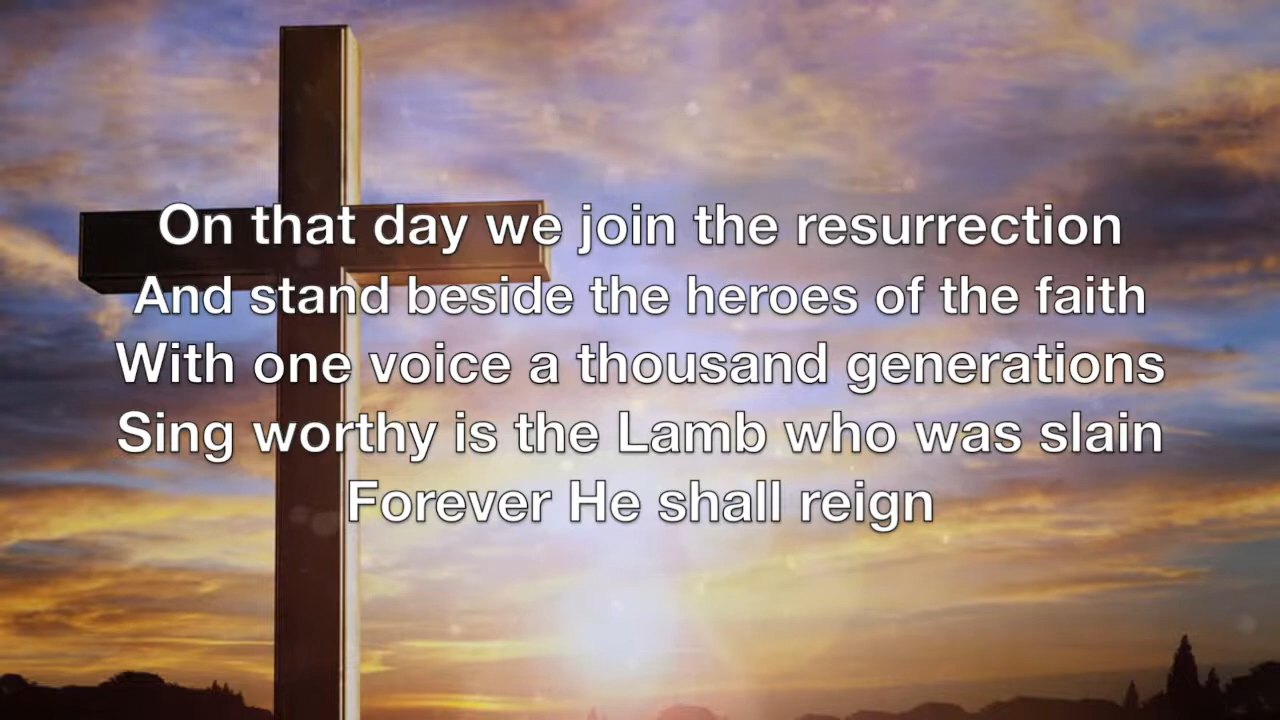 On that day we join the resurrection
And stand beside the heroes of the faith
With one voice a thousand generations
Sing worthy is the Lamb who was slain
Forever He shall reign